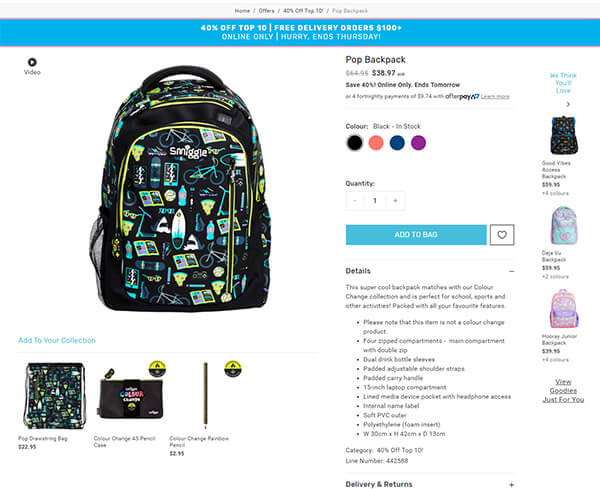 Home / Offers / 40% Off Top 10! / Pop Backpack
40% OFF TOP 10 | FREE DELIVERY ORDERS $100+
ONLINE ONLY | HURRY, ENDS THURSDAY!
Video
Smiggle
Pop Backpack
$64.95 $38.97 AUD
Save 40%! Online Only. Ends Tomorrow
or 4 fortnightly payments of $9.74 with afterpay Learn more
Colour: Black - In Stock
Quantity:
- 1 +
ADD TO BAG
Details
This super cool backpack matches with our Colour
Change collection and is perfect for school, sports and
other activities! Packed with all your favourite features.
• Please note that this item is not a colour change
product.
• Four zipped compartments - main compartment
with double zip
• Dual drink bottle sleeves
• Padded adjustable shoulder straps
• Padded carry handle
• 15-inch laptop compartment
• Lined media device pocket with headphone access
• Internal name label
• Soft PVC outer
• Polyethylene (foam insert)
• W 30cm x H 42cm x D 13cm
Category: 40% Off Top 10!
Line Number: 442388
Delivery & Returns
We Think
You'll
Love
Good Vibes
Access
Backpack
$59.95
+4 colours
Deja Vu
Backpack
$59.95
+2 colours
Hooray Junior
Backpack
$39.95
+4 colours
View
Goodies
Just For You
Add To Your Collection
COLOUR
Change
Pop Drawstring Bag
$22.95
Colour Change A5 Pencil
Case
Colour Change Rainbow
Pencil
$2.95